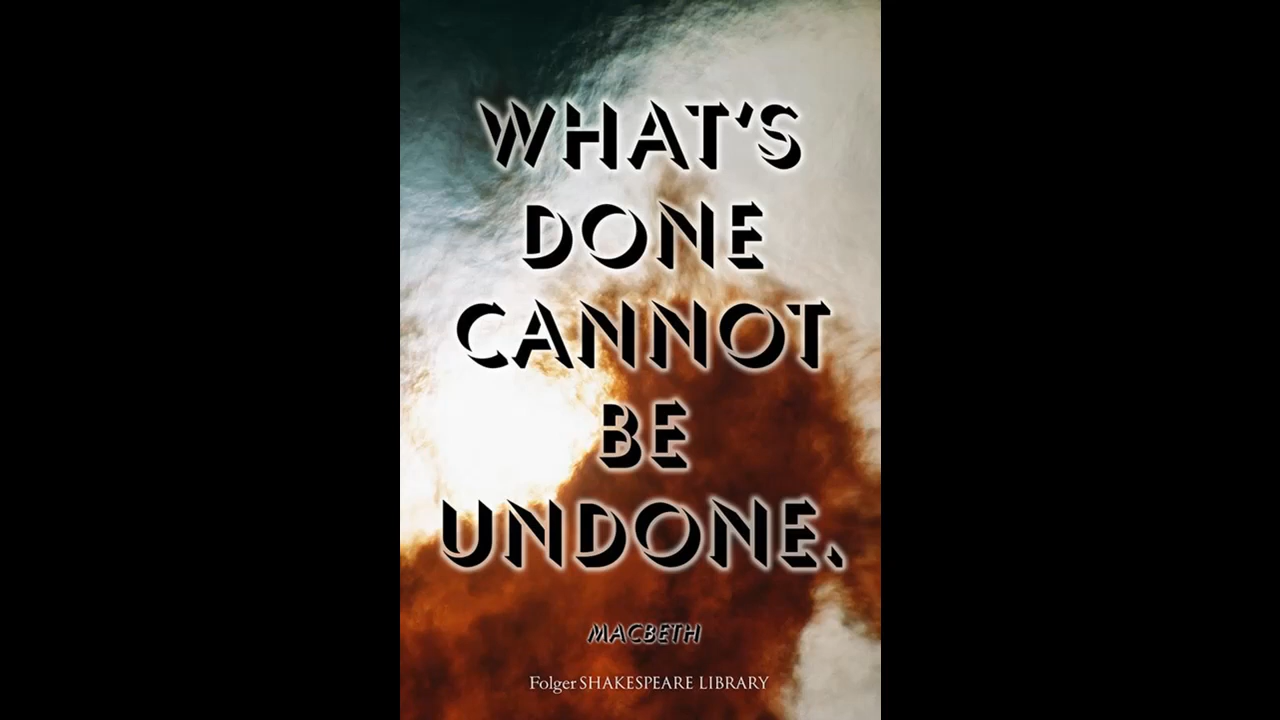 WHAT'S
DONE
CANNOT
BE
UNDONE.
MACBETH
Folger SHAKESPEARE LIBRARY